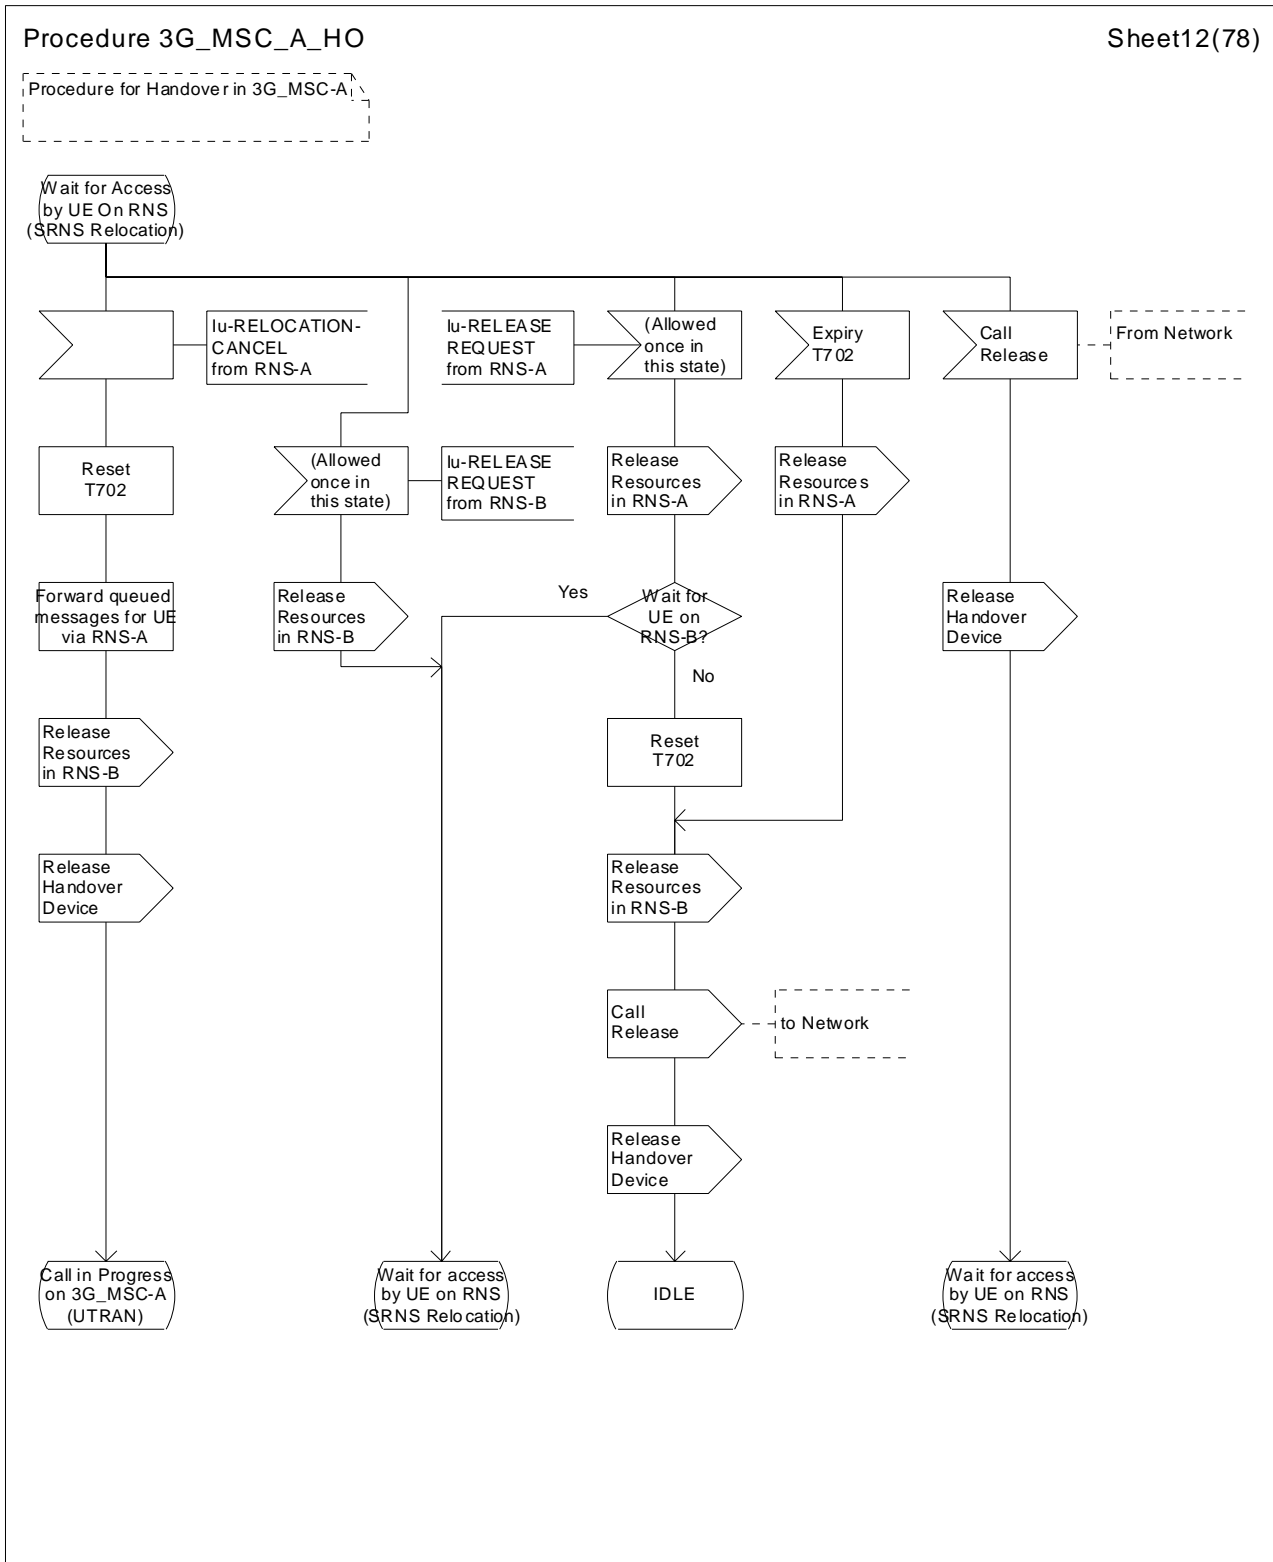 Procedure 3G_MSC_A_HO
Sheet12(78)
Procedure for Handover in 3G_MSC-A
Wait for Access
by UE On RNS
(SRNS Relocation)
Iu-RELOCATION-
CANCEL
from RNS-A
Iu-RELEASE
REQUEST
from RNS-A
(Allowed
once in
this state)
Expiry
T702
Call
Release
From Network
Reset
T702
(Allowed
once in
this state)
Iu-RELEASE
REQUEST
from RNS-B
Release
Resources
in RNS-A
Release
Resources
in RNS-A
Forward queued
messages for UE
via RNS-A
Release
Resources
in RNS-B
Yes
Wait for
UE on
RNS-B?
No
Release
Handover
Device
Release
Resources
in RNS-B
Reset
T702
Release
Handover
Device
Release
Resources
in RNS-B
Call
Release
to Network
Release
Handover
Device
Call in Progress
on 3G_MSC-A
(UTRAN)
Wait for access
by UE on RNS
(SRNS Relocation)
IDLE
Wait for access
by UE on RNS
(SRNS Relocation)